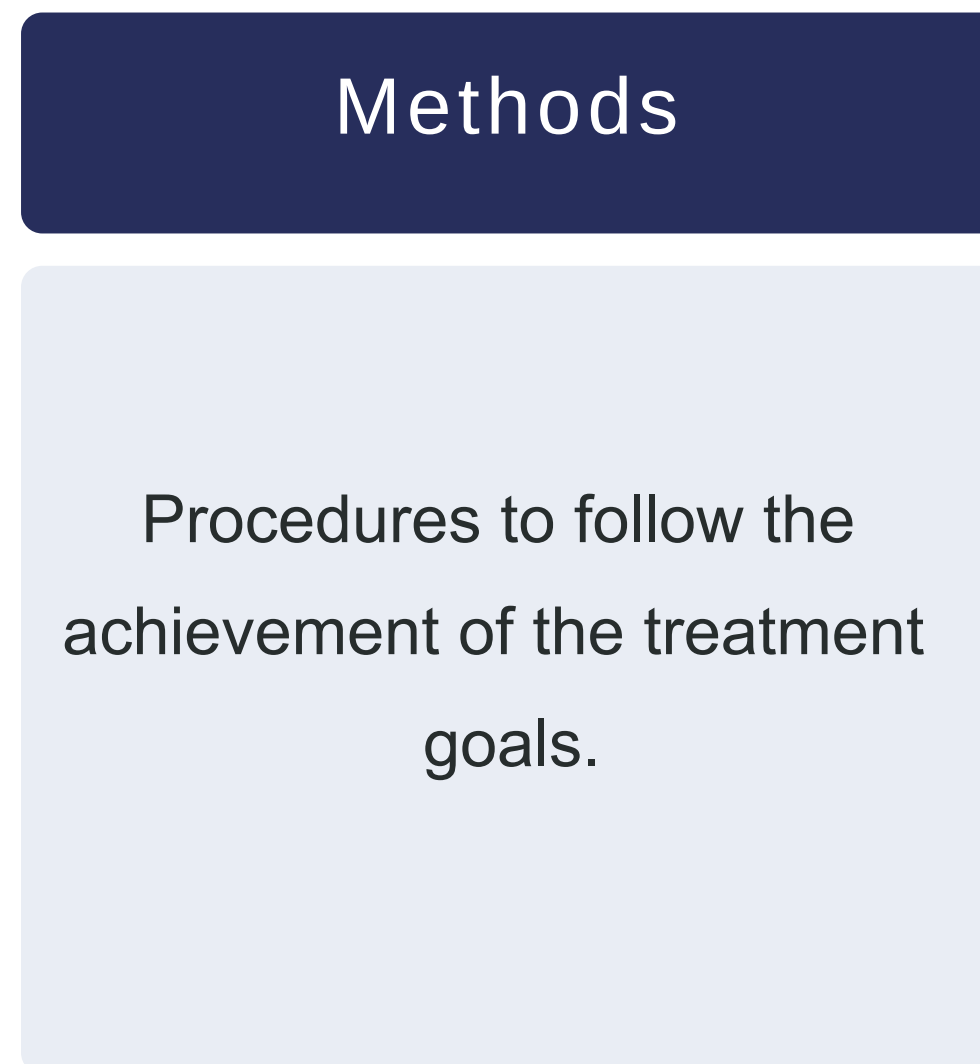 Methods
Procedures to follow the
achievement of the treatment
goals.